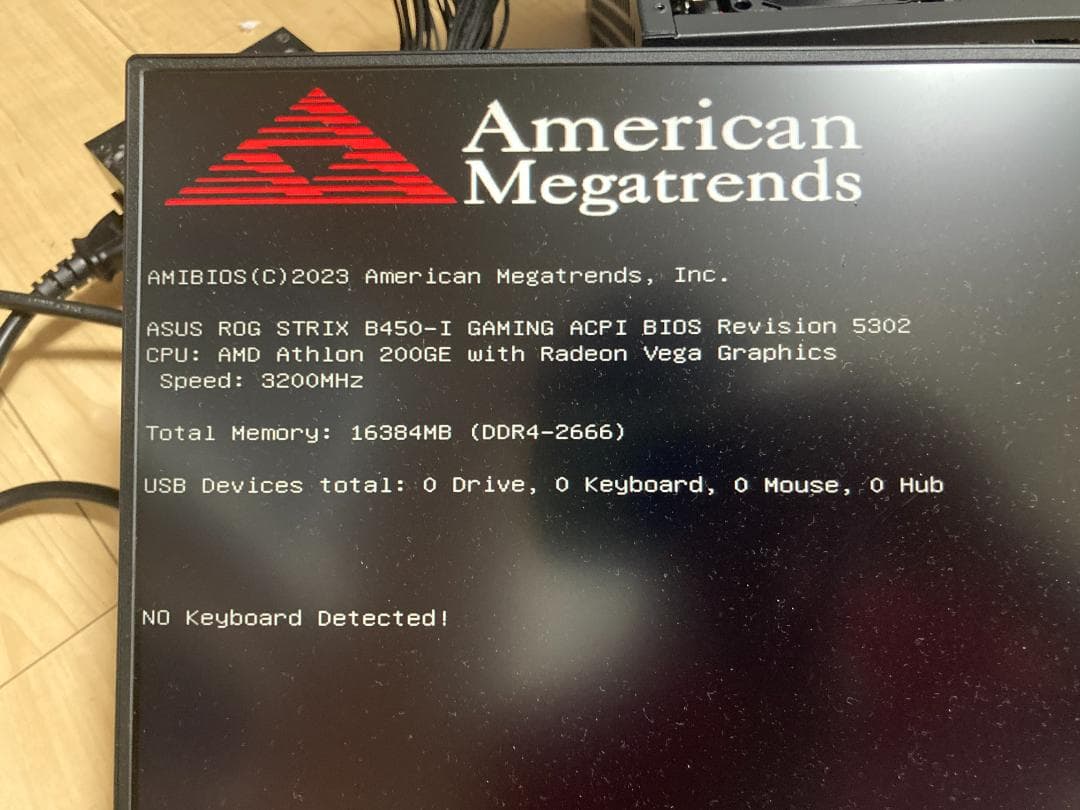 American
Megatrends
AMIBIOS(C)2023 American Megatrends, Inc.
ASUS ROG STRIX B450-I GAMING ACPI BIOS Revision 5302
CPU: AMD Athlon 200GE with Radeon Vega Graphics
Speed: 3200MHz
Total Memory: 16384MB (DDR4-2666)
USB Devices total: 0 Drive, 0 Keyboard, 0 Mouse, 0 Hub
NO Keyboard Detected!